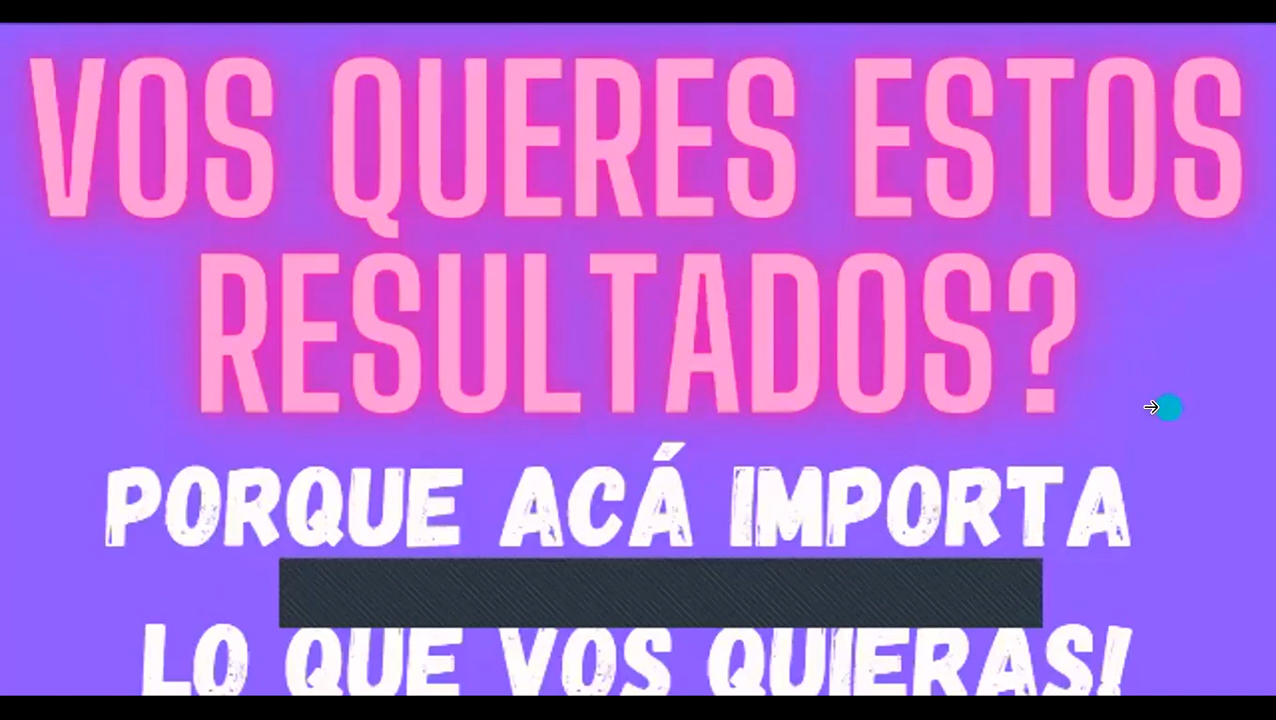 VOS QUERES ESTOS
RESULTADOS?
PORQUE ACÁ IMPORTA
LO QUE VOS QUIERAS!